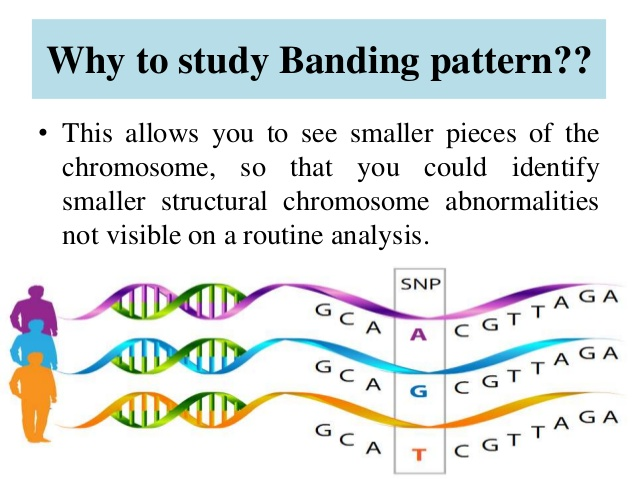 Why to study Banding pattern??
• This allows you to see smaller pieces of the
chromosome, so that you could identify
smaller structural chromosome abnormalities
not visible on a routine analysis.
SNP
G C A A C G T T A G A
G C A G C G T T A G A
G C A T C G T T A G A